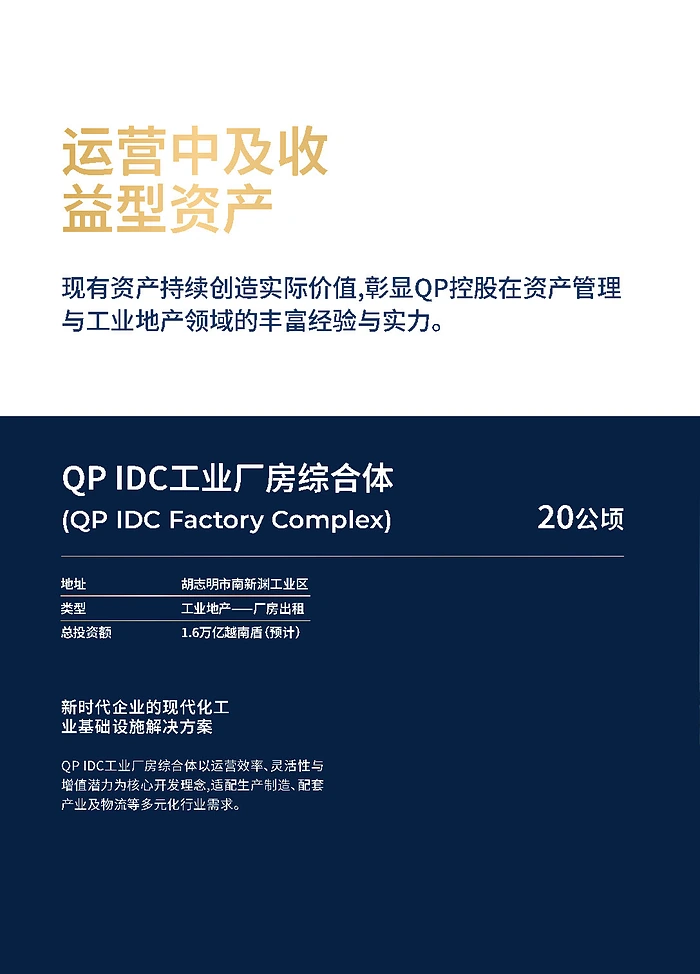 运营中及收
益型资产
现有资产持续创造实际价值,彰显QP控股在资产管理
与工业地产领域的丰富经验与实力。
QP IDC工业厂房综合体
(QP IDC Factory Complex)
20公顷
地址 胡志明市南新渊工业区
类型 工业地产——厂房出租
总投资额 1.6万亿越南盾(预计)
新时代企业的现代化工
业基础设施解决方案
QP IDC工业厂房综合体以运营效率、灵活性与
增值潜力为核心开发理念,适配生产制造、配套
产业及物流等多元化行业需求。